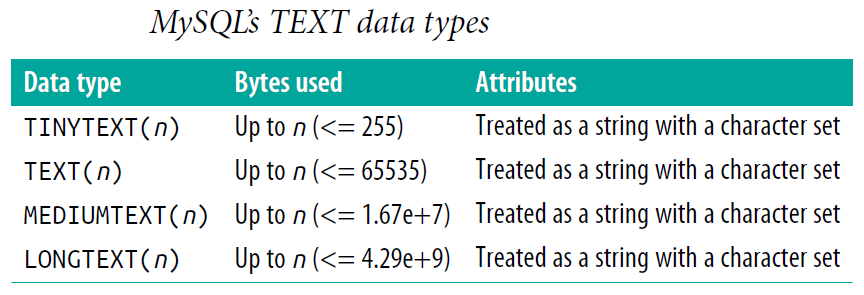 MySQL’s TEXT data types
Data type Bytes used Attributes
TINYTEXT(n) Up to n (<= 255) Treated as a string with a character set
TEXT(n) Up to n (<= 65535) Treated as a string with a character set
MEDIUMTEXT(n) Up to n (<= 1.67e+7) Treated as a string with a character set
LONGTEXT(n) Up to n (<= 4.29e+9) Treated as a string with a character set